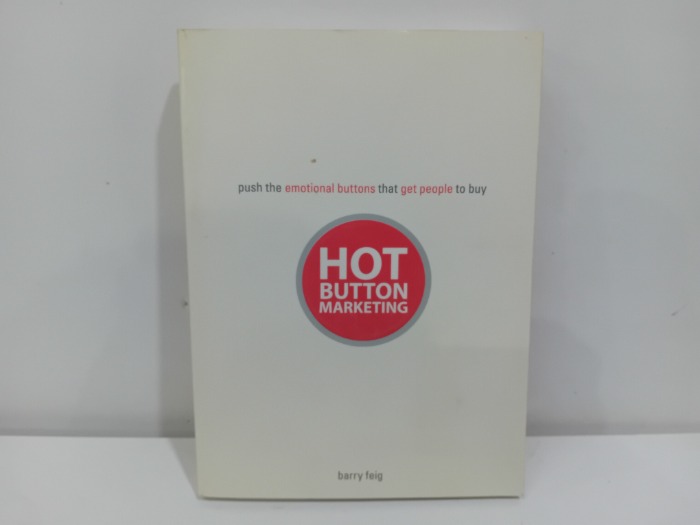 push the emotional buttons that get people to buy
HOT
BUTTON
MARKETING
barry feig